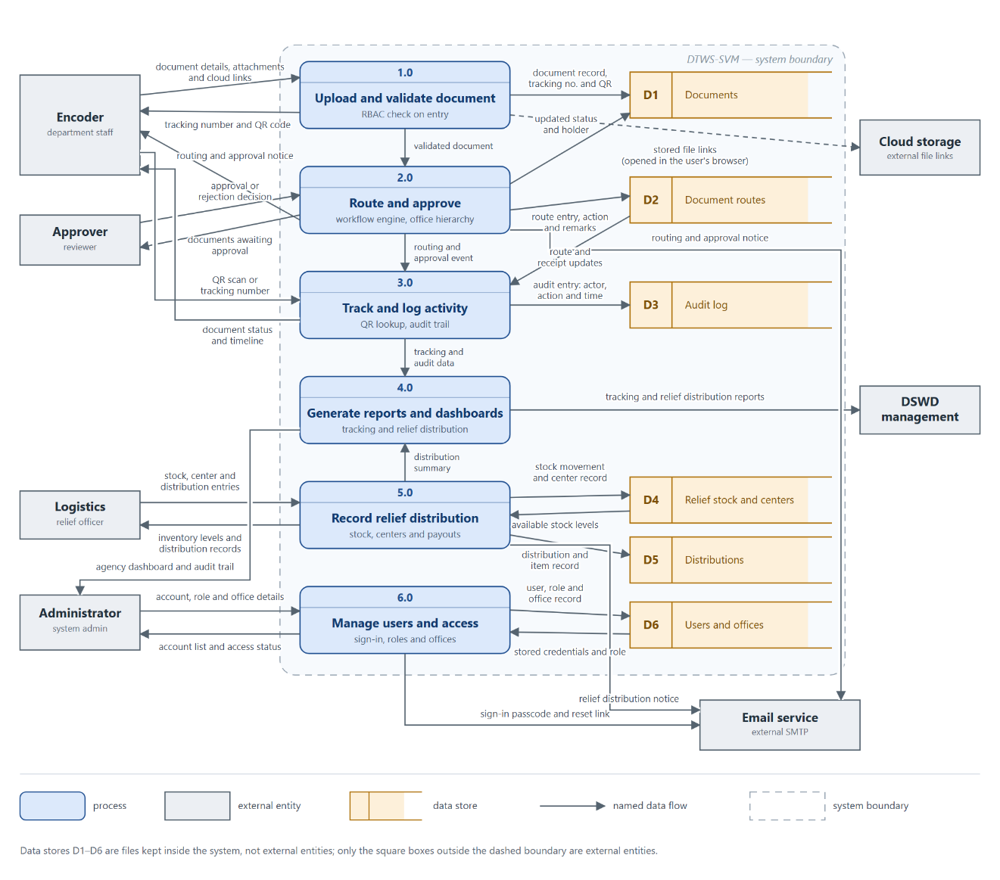 DTWS-SVM — system boundary
document details, attachments
and cloud links
1.0
Upload and validate document
RBAC check on entry
document record,
tracking no. and QR
D1
Documents
Encoder
department staff
tracking number and QR code
updated status
and holder
Cloud storage
external file links
validated document
stored file links
(opened in the user's browser)
routing and approval notice
2.0
Route and approve
workflow engine, office hierarchy
approval or
rejection decision
D2
Document routes
route entry, action
and remarks
Approver
reviewer
documents awaiting
approval
routing and approval notice
routing and
approval event
route and
receipt updates
QR scan or
tracking number
3.0
Track and log activity
QR lookup, audit trail
audit entry: actor,
action and time
D3
Audit log
document status
and timeline
tracking and
audit data
4.0
Generate reports and dashboards
tracking and relief distribution
tracking and relief distribution reports
DSWD
management
distribution
summary
stock, center and
distribution entries
stock movement
and center record
5.0
Record relief distribution
stock, centers and payouts
D4
Relief stock and centers
Logistics
relief officer
available stock levels
inventory levels and
distribution records
distribution and
item record
D5
Distributions
agency dashboard and audit trail
account, role and office details
user, role and
office record
6.0
Manage users and access
sign-in, roles and offices
D6
Users and offices
Administrator
system admin
account list and access status
stored credentials and role
relief distribution notice
sign-in passcode and reset link
Email service
external SMTP
process
external entity
data store
named data flow
system boundary
Data stores D1–D6 are files kept inside the system, not external entities; only the square boxes outside the dashed boundary are external entities.